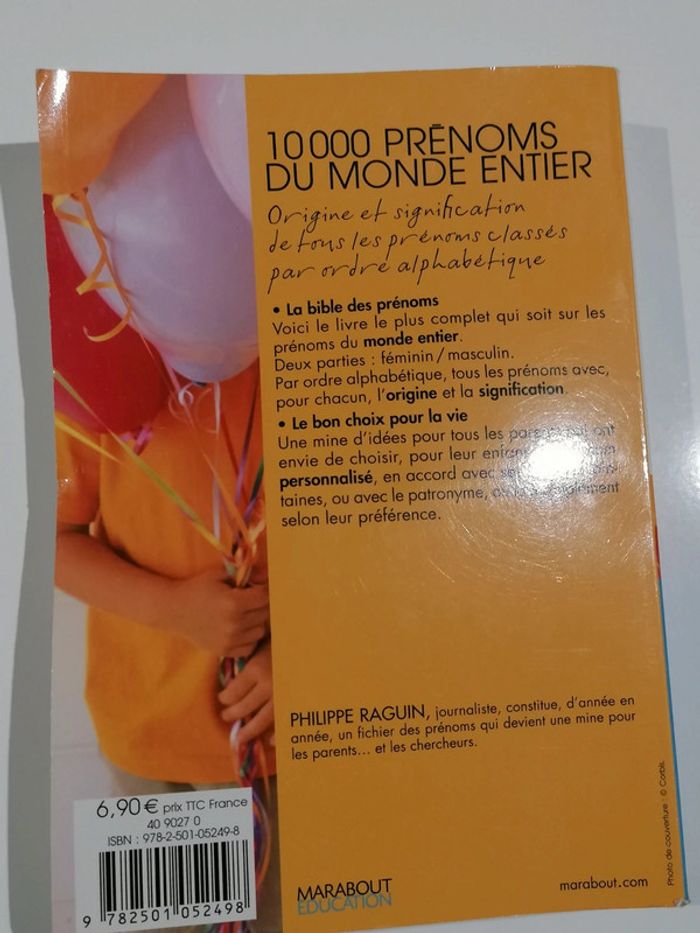 10 000 PRÉNOMS
DU MONDE ENTIER
Origine et signification
de tous les prénoms classés
par ordre alphabétique
• La bible des prénoms
Voici le livre le plus complet qui soit sur les
prénoms du monde entier.
Deux parties : féminin / masculin.
Par ordre alphabétique, tous les prénoms avec,
pour chacun, l'origine et la signification.
• Le bon choix pour la vie
Une mine d'idées pour tous les parents qui ont
envie de choisir, pour leur enfant,
personnalisé, en accord avec
taines, ou avec le patronyme,
selon leur préférence.
PHILIPPE RAGUIN, journaliste, constitue, d'année en
année, un fichier des prénoms qui devient une mine pour
les parents... et les chercheurs.
Photo de couverture : © Corbis.
6,90 € prix TTC France
40 9027 0
ISBN : 978-2-501-05249-8
9 782501 052498
MARABOUT
EDUCATION
marabout.com